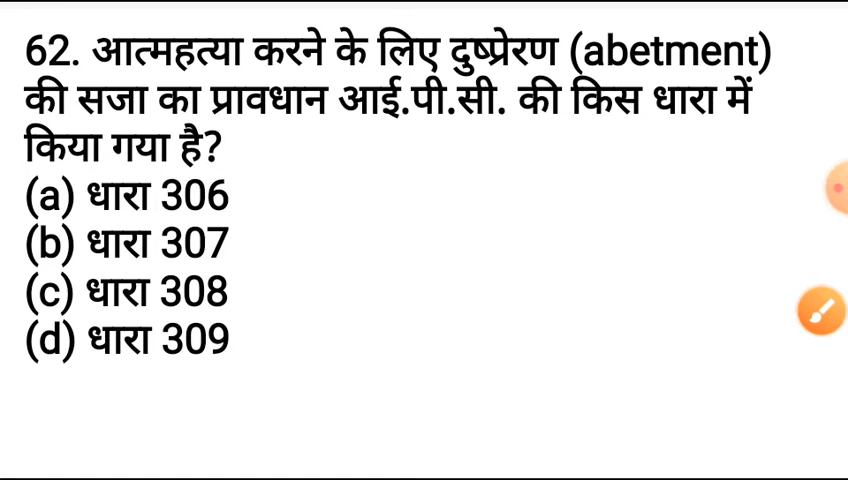 62. आत्महत्या करने के लिए दुष्प्रेरण (abetment)
की सजा का प्रावधान आई.पी.सी. की किस धारा में
किया गया है?
(a) धारा 306
(b) धारा 307
(c) धारा 308
(d) धारा 309